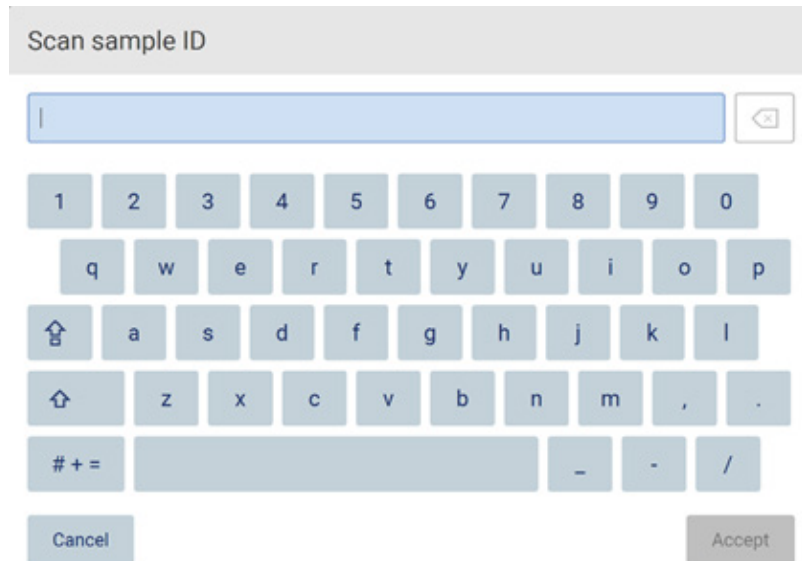 Scan sample ID
1 2 3 4 5 6 7 8 9 0
q w e r t y u i o p
a s d f g h j k l
z x c v b n m , .
# + = _ - /
Cancel Accept